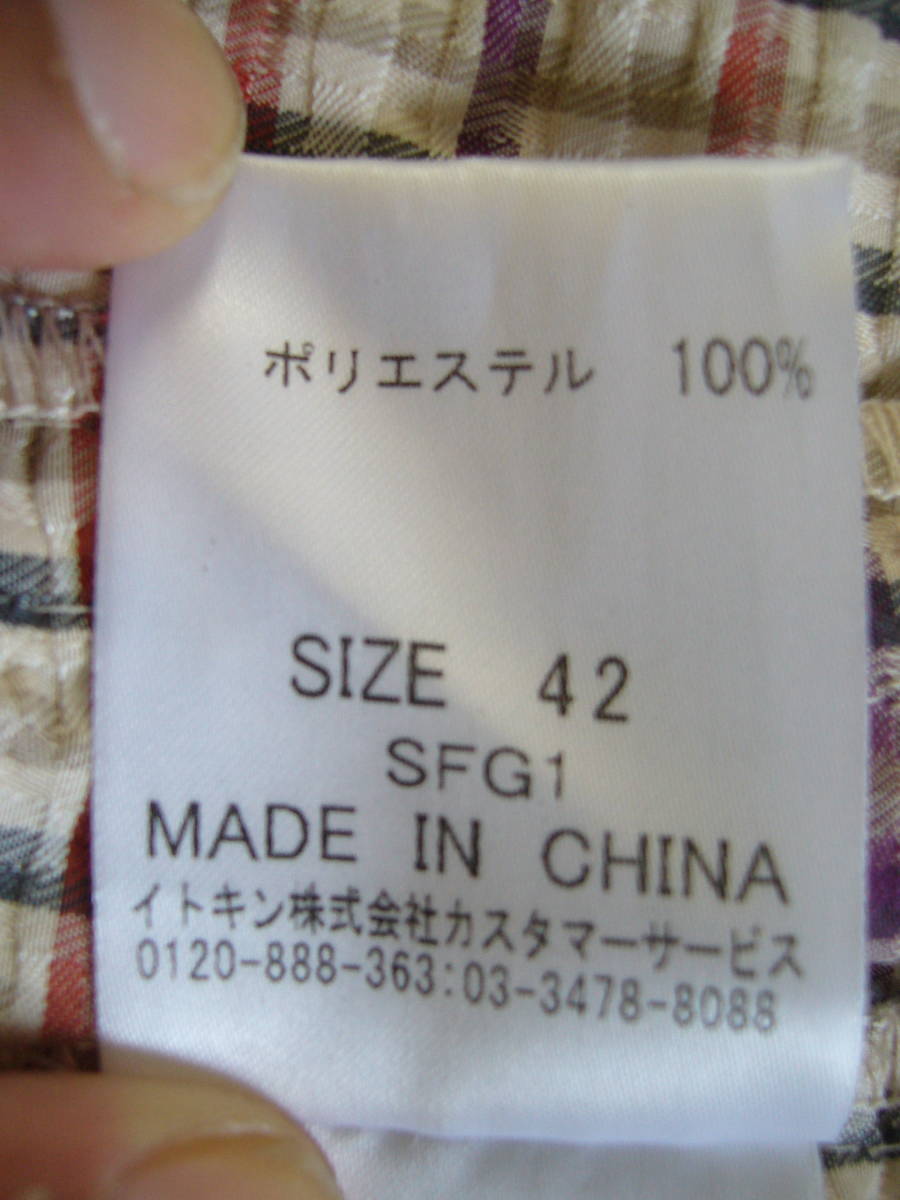 ポリエステル 100%
SIZE 42
SFG1
MADE IN CHINA
イトキン株式会社カスタマーサービス
0120-888-363:03-3478-8088